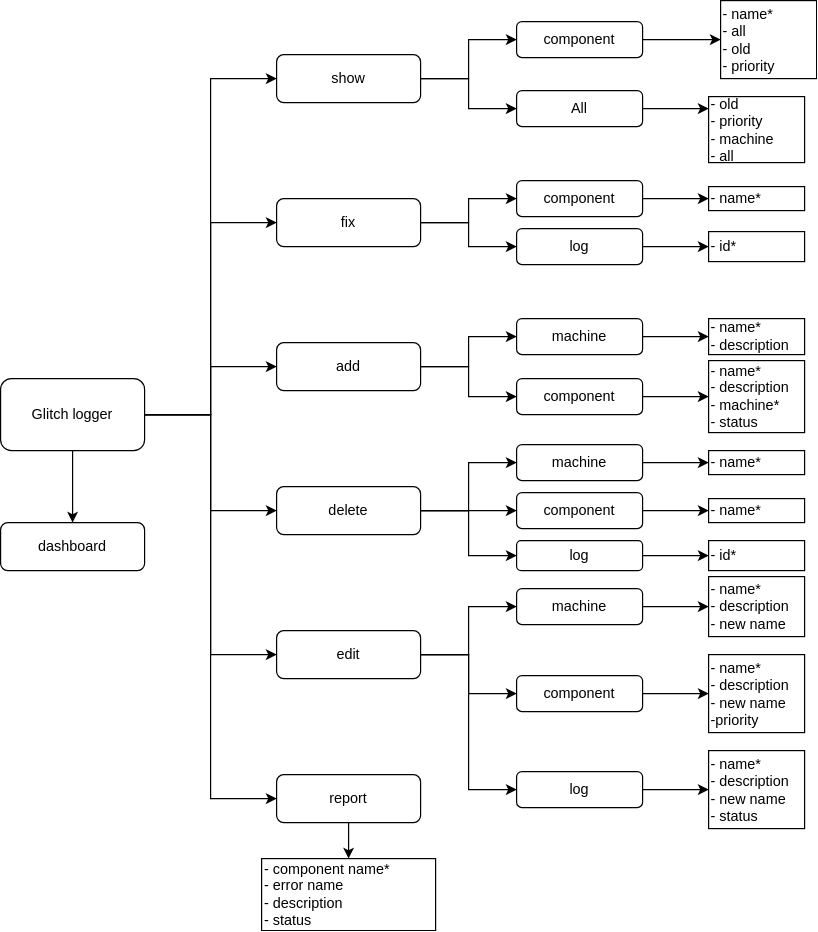 Glitch logger
dashboard
show
component
- name*
- all
- old
- priority
All
- old
- priority
- machine
- all
fix
component
- name*
log
- id*
add
machine
- name*
- description
component
- name*
- description
- machine*
- status
delete
machine
- name*
component
- name*
log
- id*
edit
machine
- name*
- description
- new name
component
- name*
- description
- new name
-priority
log
- name*
- description
- new name
- status
report
- component name*
- error name
- description
- status